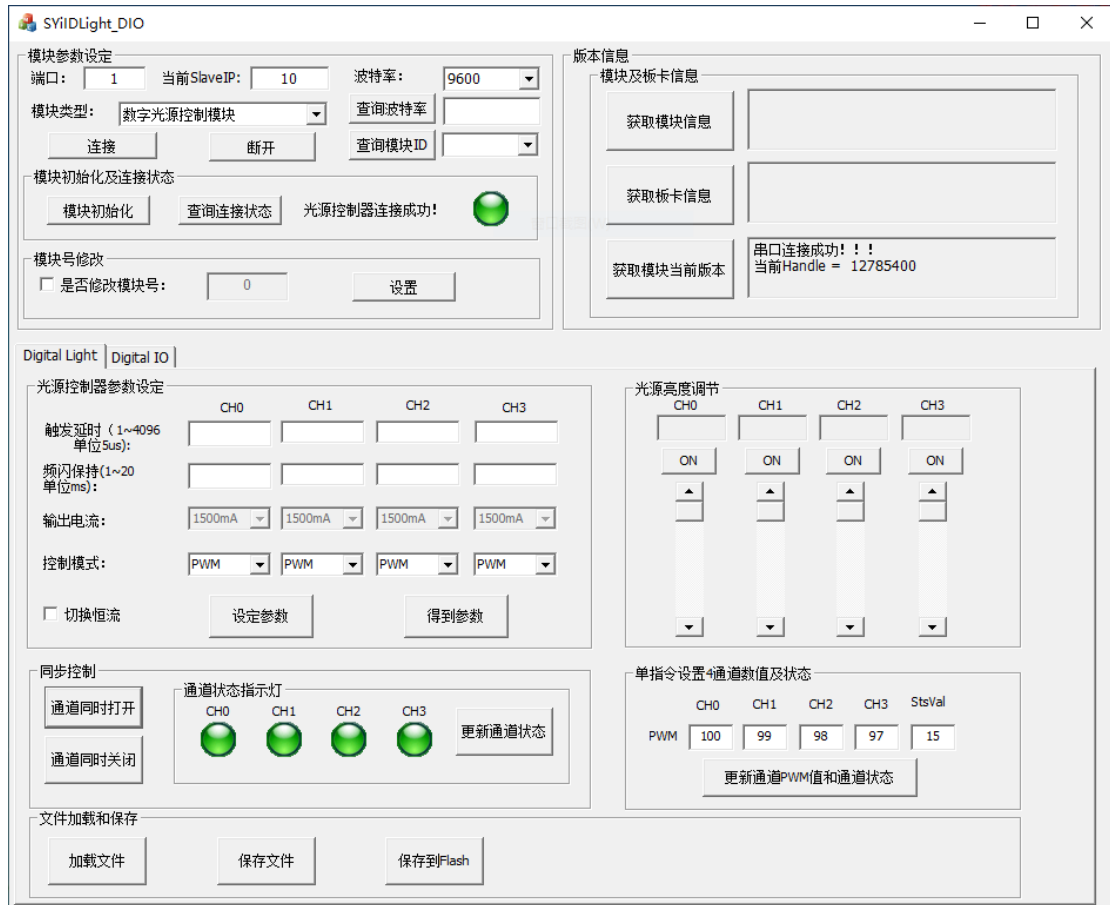 SYiIDLight_DIO
模块参数设定
端口: 1 当前SlaveIP: 10 波特率: 9600
模块类型: 数字光源控制模块 查询波特率
连接 断开 查询模块ID
模块初始化及连接状态
模块初始化 查询连接状态 光源控制器连接成功!
模块号修改
是否修改模块号: 0 设置
版本信息
模块及板卡信息
获取模块信息
获取板卡信息
获取模块当前版本
串口连接成功!!!
当前Handle = 12785400
Digital Light Digital IO
光源控制器参数设定
CH0 CH1 CH2 CH3
触发延时（1~4096
单位5us):
频闪保持(1~20
单位ms):
输出电流: 1500mA 1500mA 1500mA 1500mA
控制模式: PWM PWM PWM PWM
切换恒流 设定参数 得到参数
光源亮度调节
CH0 CH1 CH2 CH3
ON ON ON ON
同步控制
通道同时打开
通道同时关闭
通道状态指示灯
CH0 CH1 CH2 CH3
更新通道状态
单指令设置4通道数值及状态
CH0 CH1 CH2 CH3 StsVal
PWM 100 99 98 97 15
更新通道PWM值和通道状态
文件加载和保存
加载文件 保存文件 保存到Flash